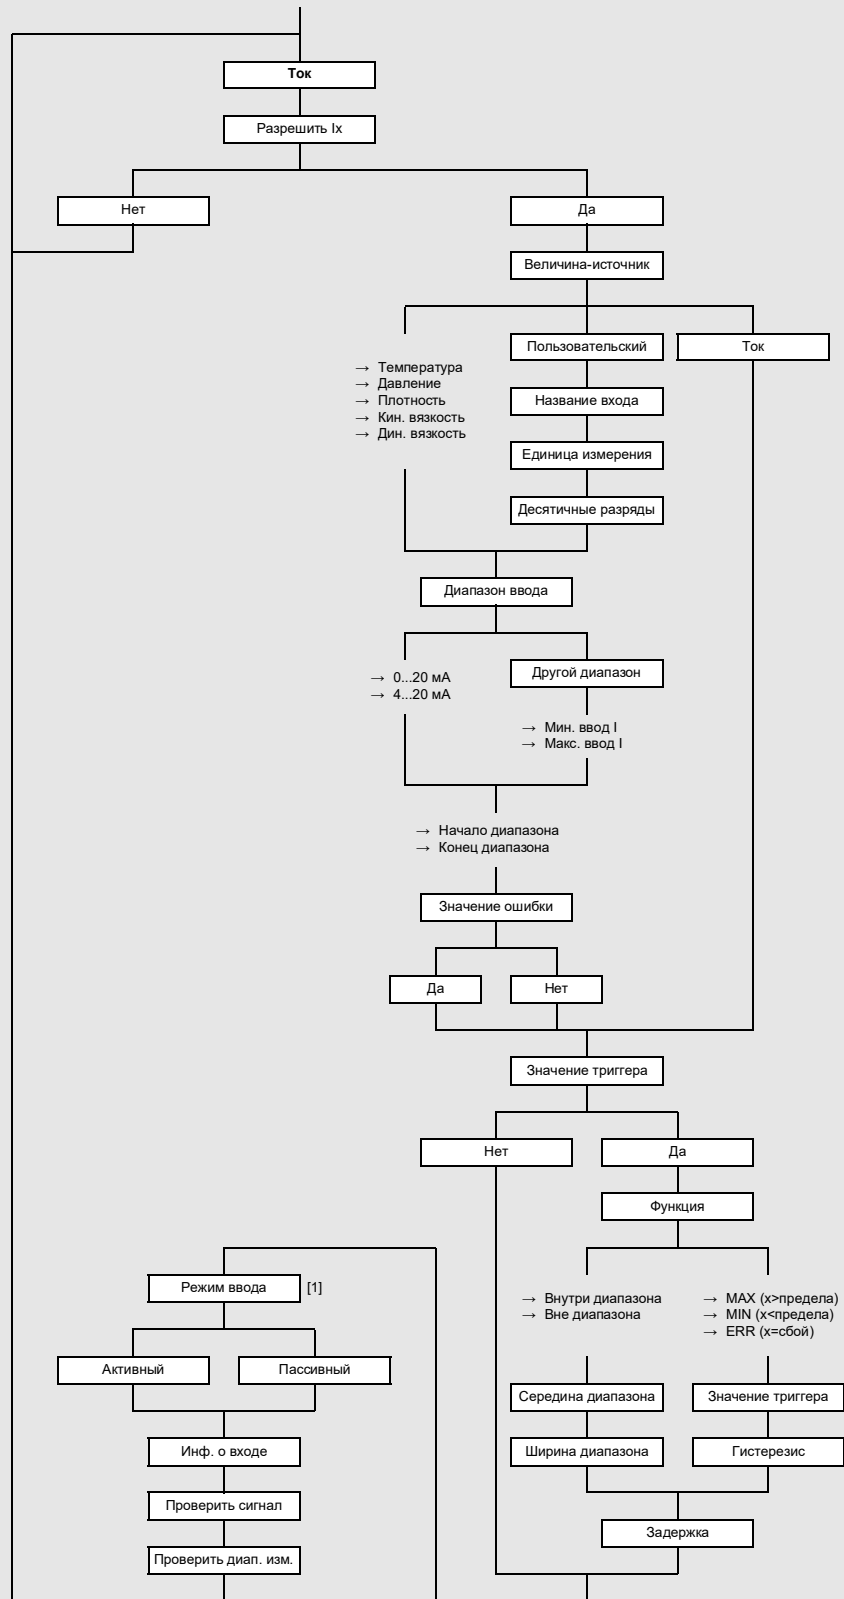 Ток
Разрешить Ix
Нет
Да
Величина-источник
Пользовательский
Ток
→ Температура
→ Давление
→ Плотность
→ Кин. вязкость
→ Дин. вязкость
Название входа
Единица измерения
Десятичные разряды
Диапазон ввода
→ 0...20 мА
→ 4...20 мА
Другой диапазон
→ Мин. ввод I
→ Макс. ввод I
→ Начало диапазона
→ Конец диапазона
Значение ошибки
Да
Нет
Значение триггера
Нет
Да
Функция
→ Внутри диапазона
→ Вне диапазона
→ MAX (x>предела)
→ MIN (x<предела)
→ ERR (x=сбой)
Середина диапазона
Значение триггера
Ширина диапазона
Гистерезис
Задержка
Режим ввода [1]
Активный
Пассивный
Инф. о входе
Проверить сигнал
Проверить диап. изм.